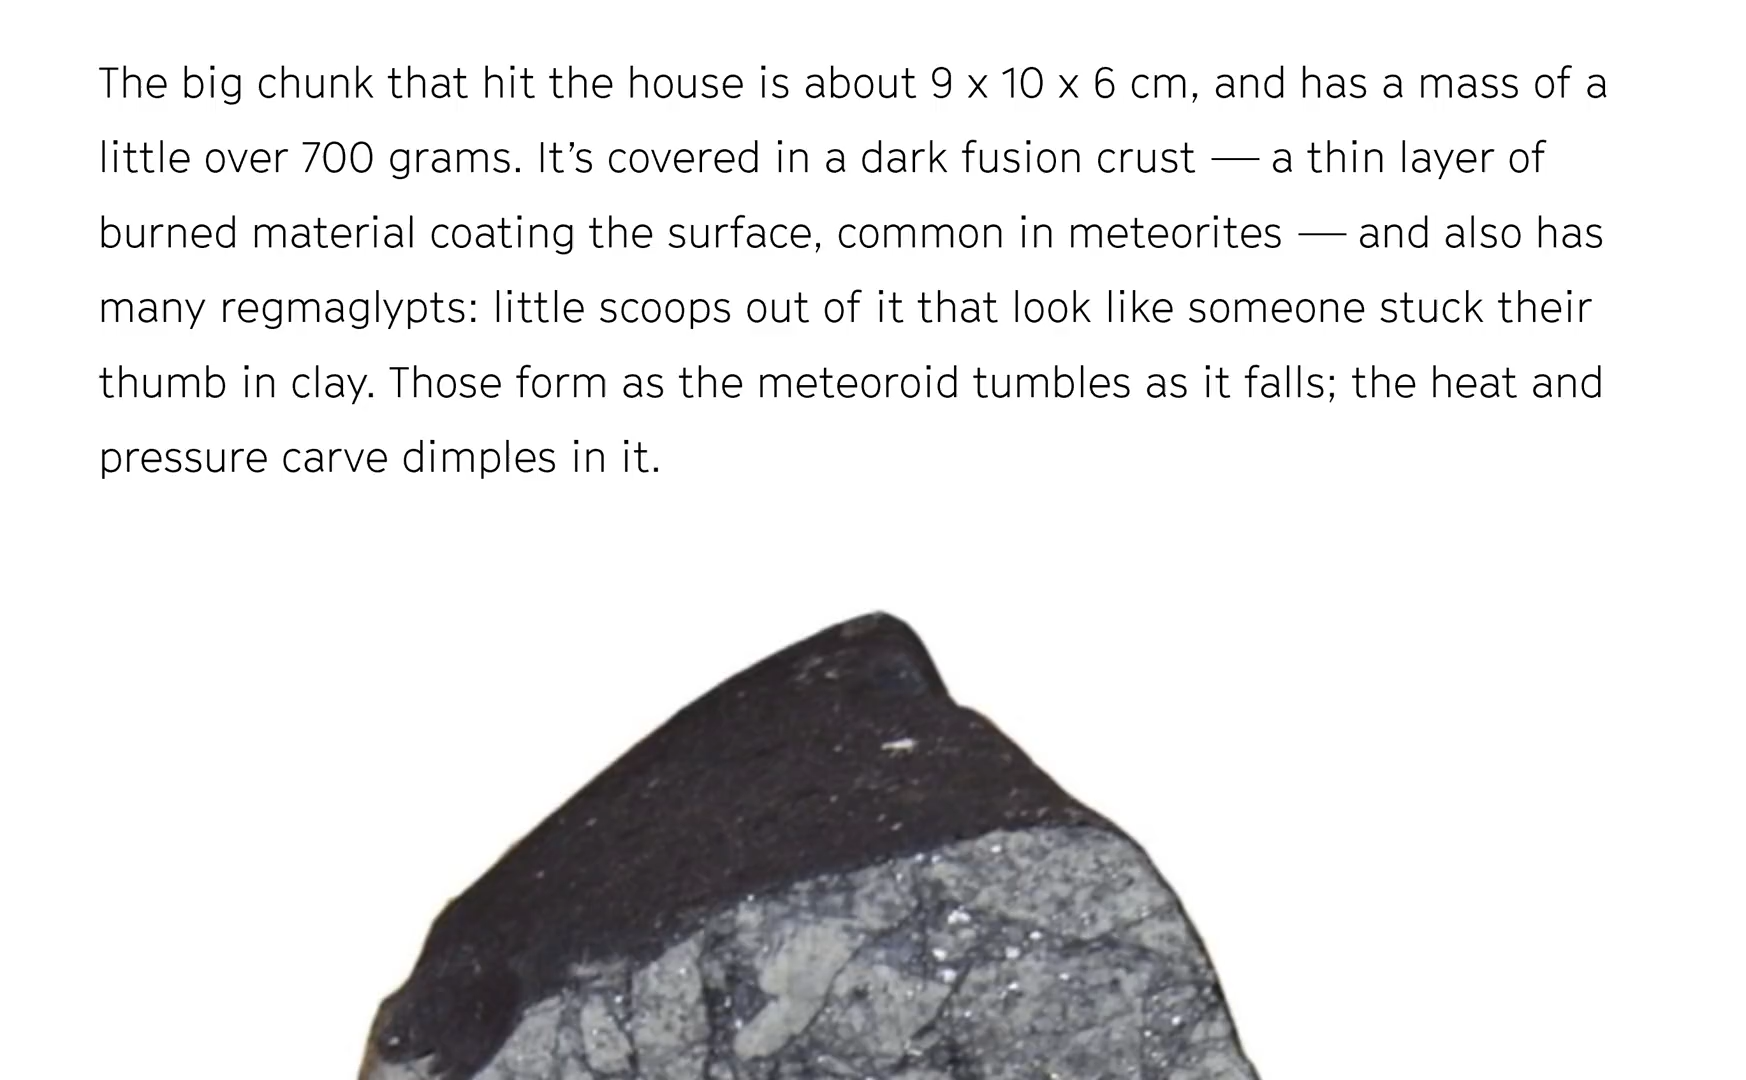 The big chunk that hit the house is about 9 x 10 x 6 cm, and has a mass of a
little over 700 grams. It’s covered in a dark fusion crust — a thin layer of
burned material coating the surface, common in meteorites — and also has
many regmaglypts: little scoops out of it that look like someone stuck their
thumb in clay. Those form as the meteoroid tumbles as it falls; the heat and
pressure carve dimples in it.